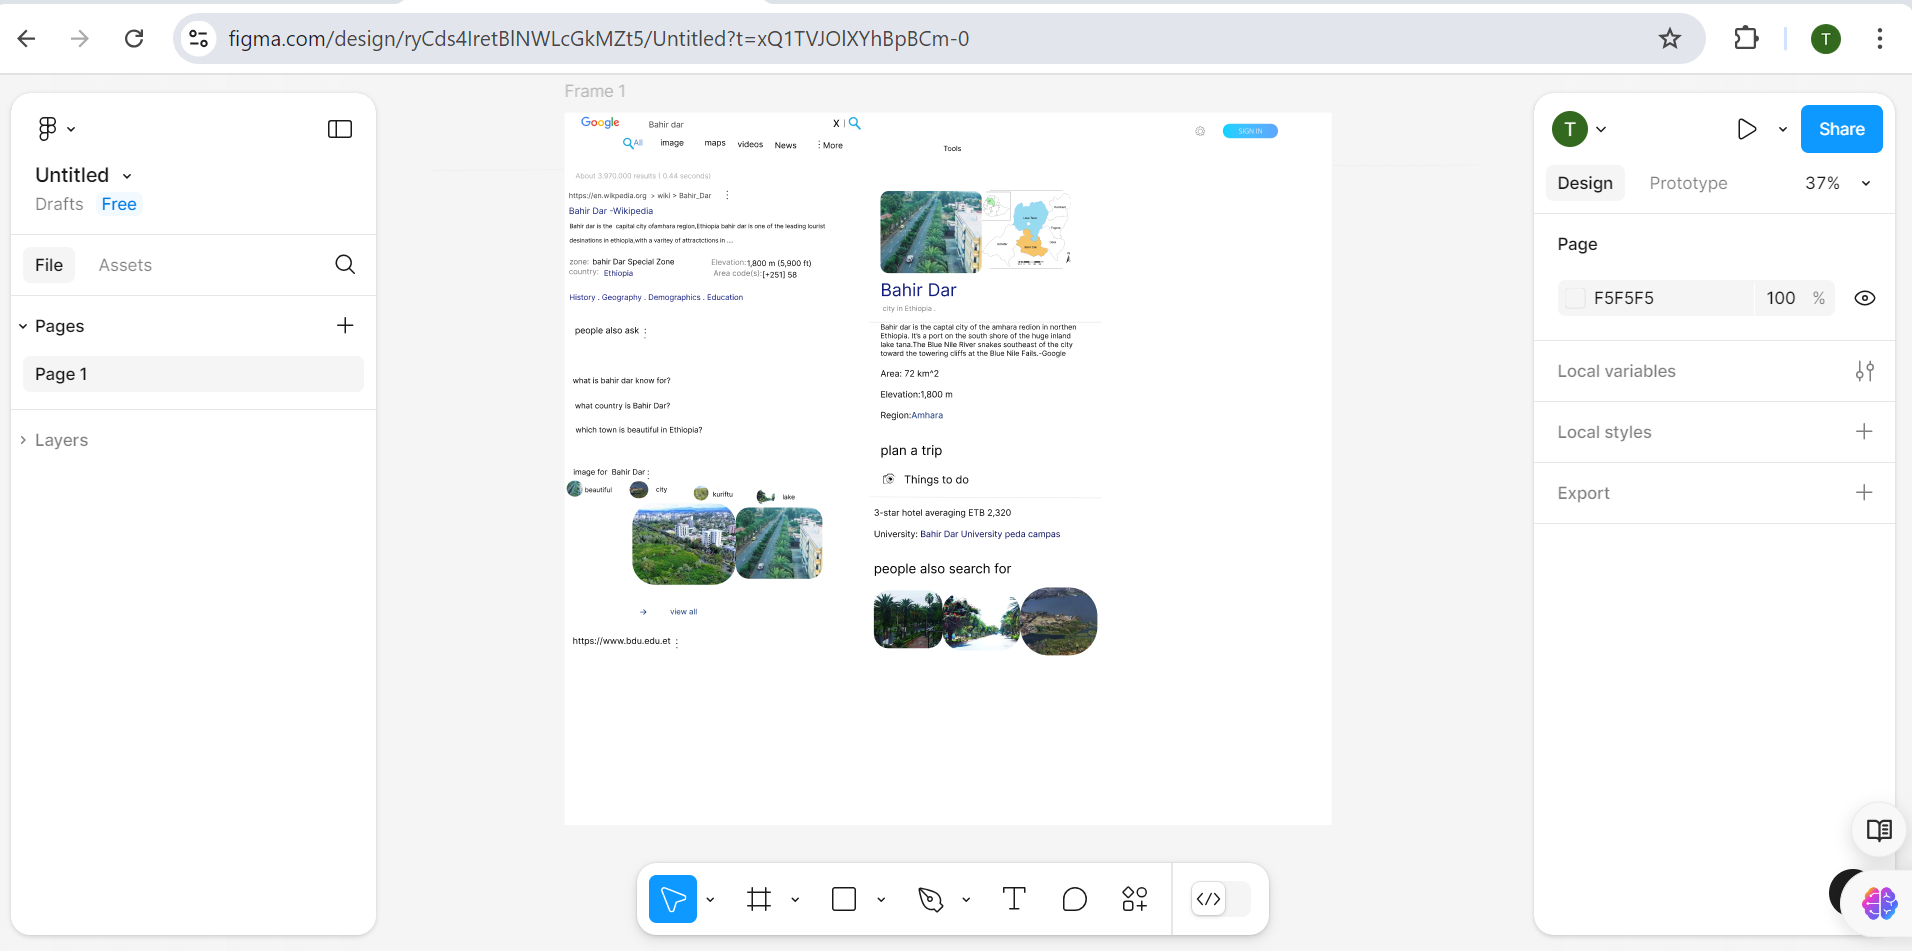 figma.com/design/ryCds4IretBlNWLcGkMZt5/Untitled?t=xQ1TVJOlXYhBpBCm-0
T
Untitled
Drafts Free
File Assets
Pages
Page 1
Layers
Frame 1
Google Bahir dar X
All image maps videos News More
Tools
SIGN IN
About 3.970.000 results ( 0.44 seconds)
https://en.wikpedia.org > wiki > Bahir_Dar
Bahir Dar -Wikipedia
Bahir dar is the capital city ofamhara region,Ethiopia bahir dar is one of the leading tourist
desinations in ethiopia,with a varitey of attractctions in ....
zone: bahir Dar Special Zone
country: Ethiopia
Elevation:1,800 m (5,900 ft)
Area code(s):[+251] 58
History . Geography . Demographics . Education
people also ask :
what is bahir dar know for?
what country is Bahir Dar?
which town is beautiful in Ethiopia?
image for Bahir Dar :
beautiful city kuriftu lake
view all
https://www.bdu.edu.et
Bahir Dar
city in Ethiopia .
Bahir dar is the captal city of the amhara redion in northen
Ethiopia. It's a port on the south shore of the huge inland
lake tana.The Blue Nile River snakes southeast of the city
toward the towering cliffs at the Blue Nile Fails.-Google
Area: 72 km^2
Elevation:1,800 m
Region:Amhara
plan a trip
Things to do
3-star hotel averaging ETB 2,320
University: Bahir Dar University peda campas
people also search for
T Share
Design Prototype 37%
Page
F5F5F5 100 %
Local variables
Local styles
Export